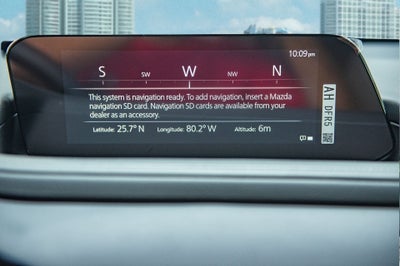 10:09pm
S SW W NW N
This system is navigation ready. To add navigation, insert a Mazda
navigation SD card. Navigation SD cards are available from your
dealer as an accessory.
Latitude: 25.7° N Longitude: 80.2° W Altitude: 6m
AH DFR5